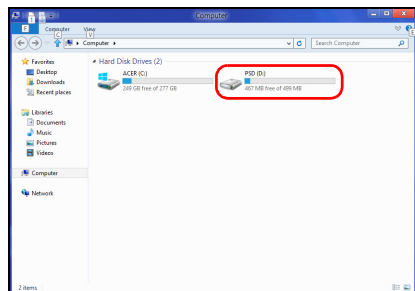 Computer
F Computer View
C V E
Computer
Search Computer
Favorites
Desktop
Downloads
Recent places
Libraries
Documents
Music
Pictures
Videos
Computer
Network
Hard Disk Drives (2)
ACER (C:)
249 GB free of 277 GB
PSD (D:)
467 MB free of 499 MB
2 items